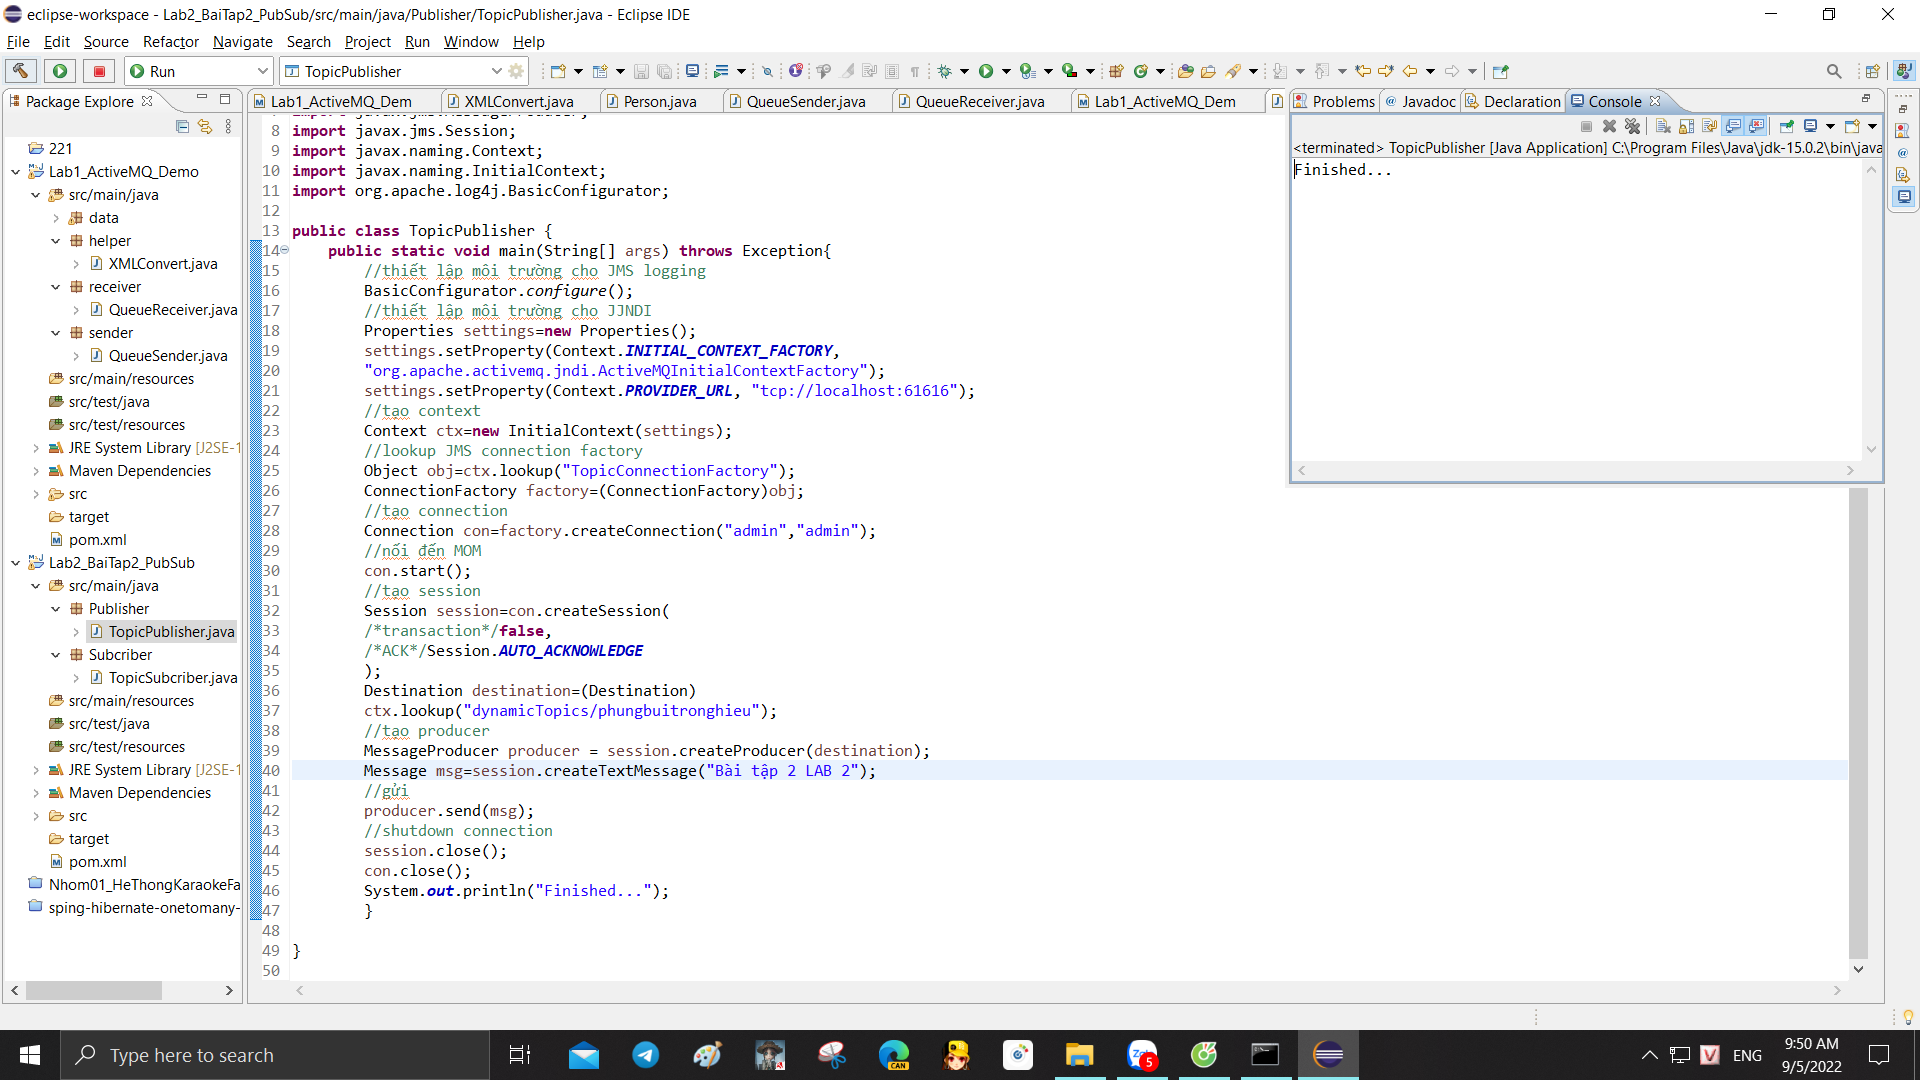 eclipse-workspace - Lab2_BaiTap2_PubSub/src/main/java/Publisher/TopicPublisher.java - Eclipse IDE
File Edit Source Refactor Navigate Search Project Run Window Help
Run
TopicPublisher
Package Explore
Lab1_ActiveMQ_Dem
XMLConvert.java
Person.java
QueueSender.java
QueueReceiver.java
Lab1_ActiveMQ_Dem
Problems
Javadoc
Declaration
Console
221
Lab1_ActiveMQ_Demo
src/main/java
data
helper
XMLConvert.java
receiver
QueueReceiver.java
sender
QueueSender.java
src/main/resources
src/test/java
src/test/resources
JRE System Library [J2SE-1
Maven Dependencies
src
target
pom.xml
Lab2_BaiTap2_PubSub
src/main/java
Publisher
TopicPublisher.java
Subcriber
TopicSubcriber.java
src/main/resources
src/test/java
src/test/resources
JRE System Library [J2SE-1
Maven Dependencies
src
target
pom.xml
Nhom01_HeThongKaraokeFa
sping-hibernate-onetomany-
8 import javax.jms.Session;
9 import javax.naming.Context;
10 import javax.naming.InitialContext;
11 import org.apache.log4j.BasicConfigurator;
12
13 public class TopicPublisher {
14 public static void main(String[] args) throws Exception{
15 //thiết lập môi trường cho JMS logging
16 BasicConfigurator.configure();
17 //thiết lập môi trường cho JJNDI
18 Properties settings=new Properties();
19 settings.setProperty(Context.INITIAL_CONTEXT_FACTORY,
20 "org.apache.activemq.jndi.ActiveMQInitialContextFactory");
21 settings.setProperty(Context.PROVIDER_URL, "tcp://localhost:61616");
22 //tạo context
23 Context ctx=new InitialContext(settings);
24 //lookup JMS connection factory
25 Object obj=ctx.lookup("TopicConnectionFactory");
26 ConnectionFactory factory=(ConnectionFactory)obj;
27 //tạo connection
28 Connection con=factory.createConnection("admin","admin");
29 //nối đến MOM
30 con.start();
31 //tạo session
32 Session session=con.createSession(
33 /*transaction*/false,
34 /*ACK*/Session.AUTO_ACKNOWLEDGE
35 );
36 Destination destination=(Destination)
37 ctx.lookup("dynamicTopics/phungbuitronghieu");
38 //tạo producer
39 MessageProducer producer = session.createProducer(destination);
40 Message msg=session.createTextMessage("Bài tập 2 LAB 2");
41 //gửi
42 producer.send(msg);
43 //shutdown connection
44 session.close();
45 con.close();
46 System.out.println("Finished...");
47 }
48
49 }
50
<terminated> TopicPublisher [Java Application] C:\Program Files\Java\jdk-15.0.2\bin\java
Finished...
Type here to search
CAN
5
ENG
9:50 AM
9/5/2022